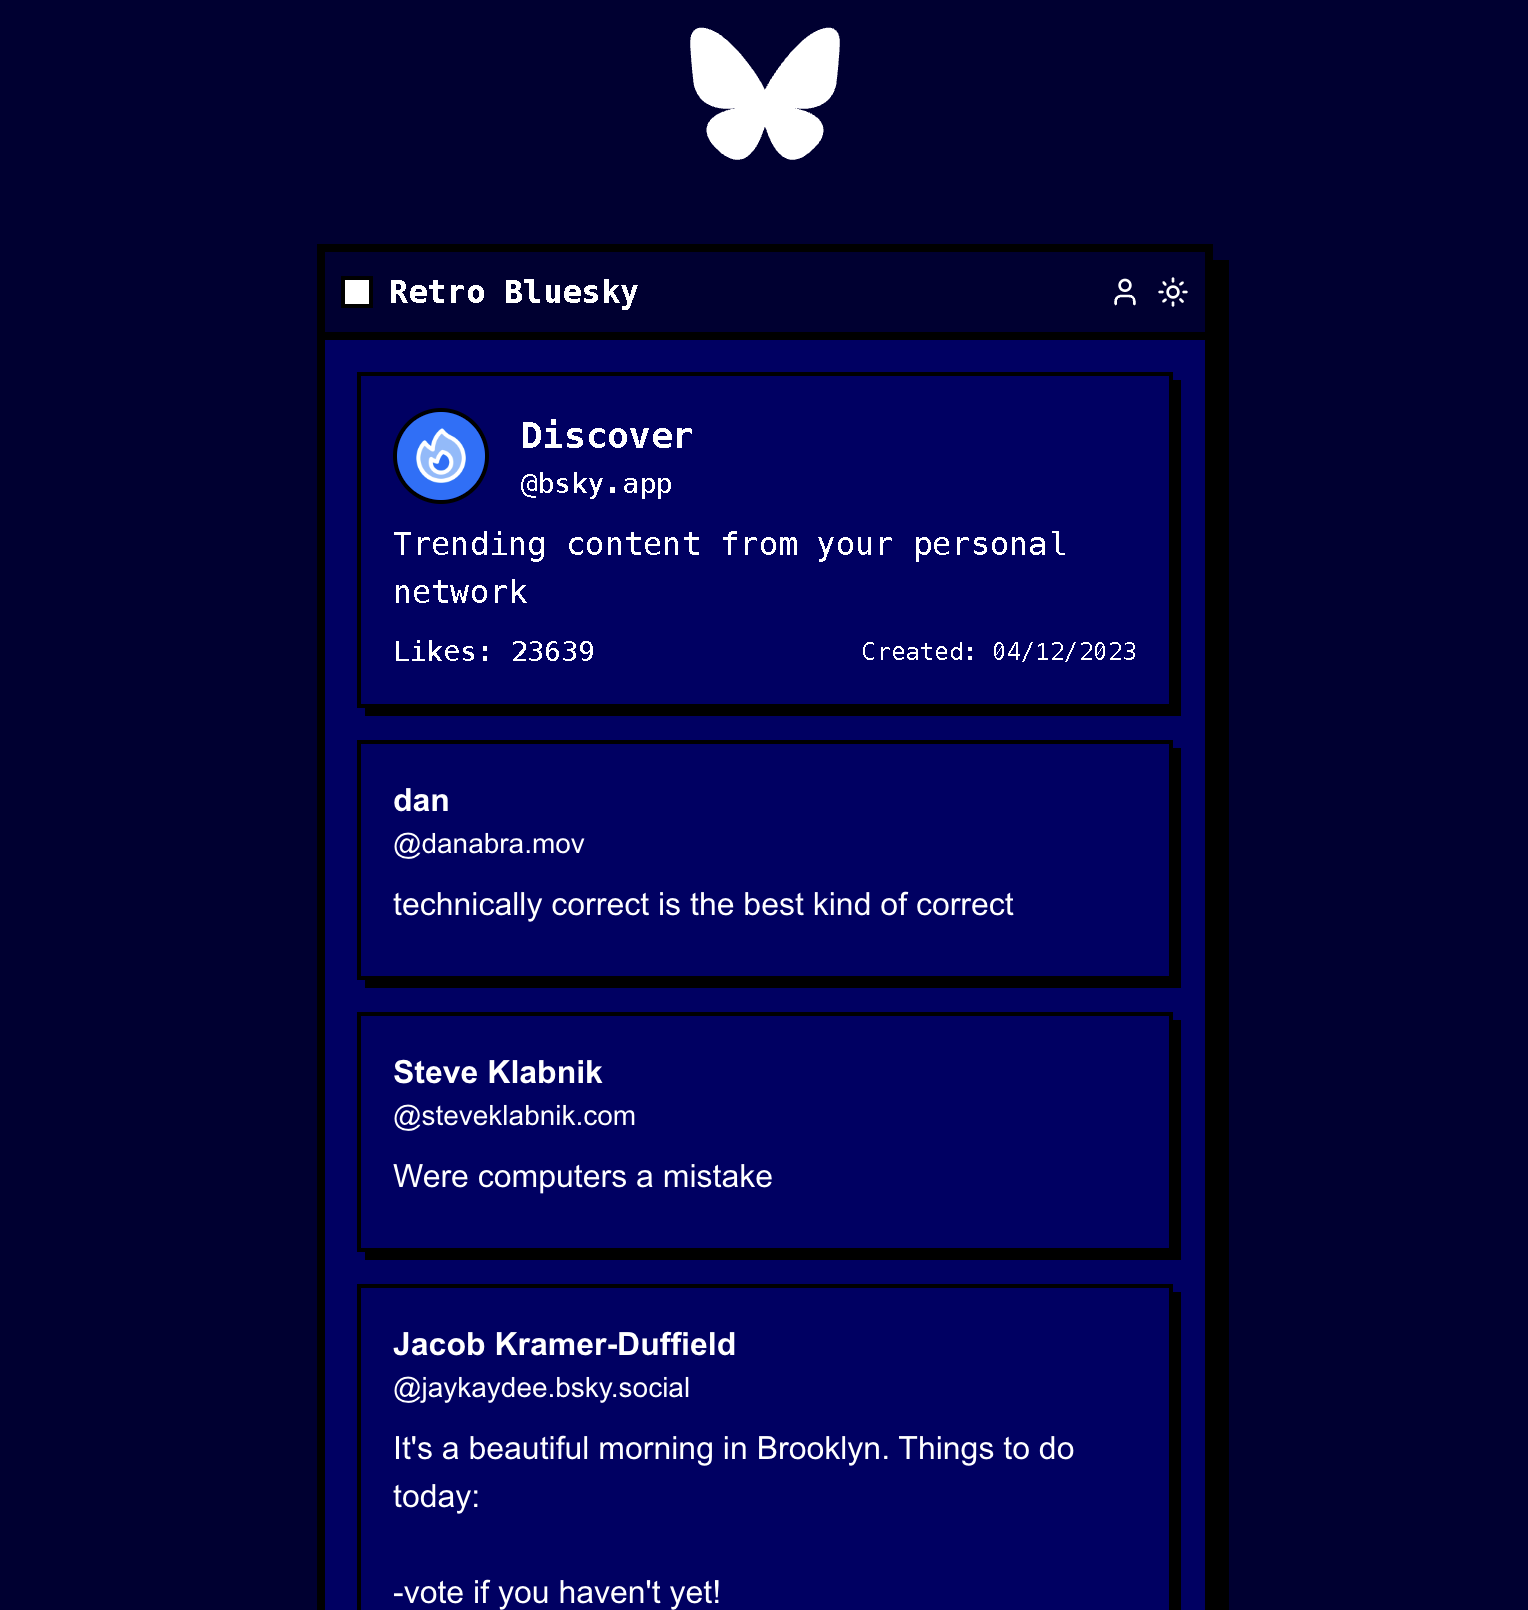 Retro Bluesky
Discover
@bsky.app
Trending content from your personal
network
Likes: 23639
Created: 04/12/2023
dan
@danabra.mov
technically correct is the best kind of correct
Steve Klabnik
@steveklabnik.com
Were computers a mistake
Jacob Kramer-Duffield
@jaykaydee.bsky.social
It's a beautiful morning in Brooklyn. Things to do
today:
-vote if you haven't yet!